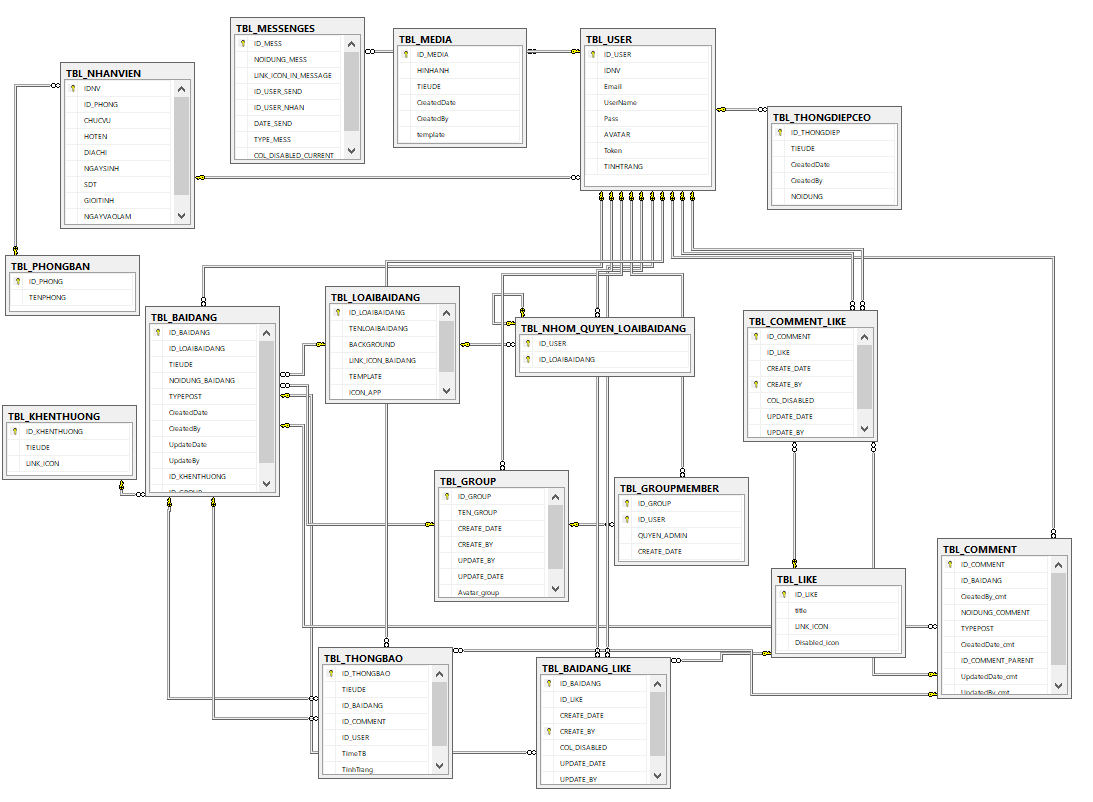 TBL_MESSENGES
ID_MESS
NOIDUNG_MESS
LINK_ICON_IN_MESSAGE
ID_USER_SEND
ID_USER_NHAN
DATE_SEND
TYPE_MESS
COL_DISABLED_CURRENT
TBL_MEDIA
ID_MEDIA
HINHANH
TIEUDE
CreatedDate
CreatedBy
template
TBL_USER
ID_USER
IDNV
Email
UserName
Pass
AVATAR
Token
TINHTRANG
TBL_NHANVIEN
IDNV
ID_PHONG
CHUCVU
HOTEN
DIACHI
NGAYSINH
SDT
GIOITINH
NGAYVAOLAM
TBL_THONGDIEPCEO
ID_THONGDIEP
TIEUDE
CreatedDate
CreatedBy
NOIDUNG
TBL_PHONGBAN
ID_PHONG
TENPHONG
TBL_BAIDANG
ID_BAIDANG
ID_LOAIBAIDANG
TIEUDE
NOIDUNG_BAIDANG
TYPEPOST
CreatedDate
CreatedBy
UpdateDate
UpdateBy
ID_KHENTHUONG
ID_GROUP
TBL_LOAIBAIDANG
ID_LOAIBAIDANG
TENLOAIBAIDANG
BACKGROUND
LINK_ICON_BAIDANG
TEMPLATE
ICON_APP
TBL_NHOM_QUYEN_LOAIBAIDANG
ID_USER
ID_LOAIBAIDANG
TBL_COMMENT_LIKE
ID_COMMENT
ID_LIKE
CREATE_DATE
CREATE_BY
COL_DISABLED
UPDATE_DATE
UPDATE_BY
TBL_KHENTHUONG
ID_KHENTHUONG
TIEUDE
LINK_ICON
TBL_GROUP
ID_GROUP
TEN_GROUP
CREATE_DATE
CREATE_BY
UPDATE_BY
UPDATE_DATE
Avatar_group
TBL_GROUPMEMBER
ID_GROUP
ID_USER
QUYEN_ADMIN
CREATE_DATE
TBL_COMMENT
ID_COMMENT
ID_BAIDANG
CreatedBy_cmt
NOIDUNG_COMMENT
TYPEPOST
CreatedDate_cmt
ID_COMMENT_PARENT
UpdatedDate_cmt
UpdatedBy_cmt
TBL_LIKE
ID_LIKE
title
LINK_ICON
Disabled_icon
TBL_THONGBAO
ID_THONGBAO
TIEUDE
ID_BAIDANG
ID_COMMENT
ID_USER
TimeTB
TinhTrang
TBL_BAIDANG_LIKE
ID_BAIDANG
ID_LIKE
CREATE_DATE
CREATE_BY
COL_DISABLED
UPDATE_DATE
UPDATE_BY